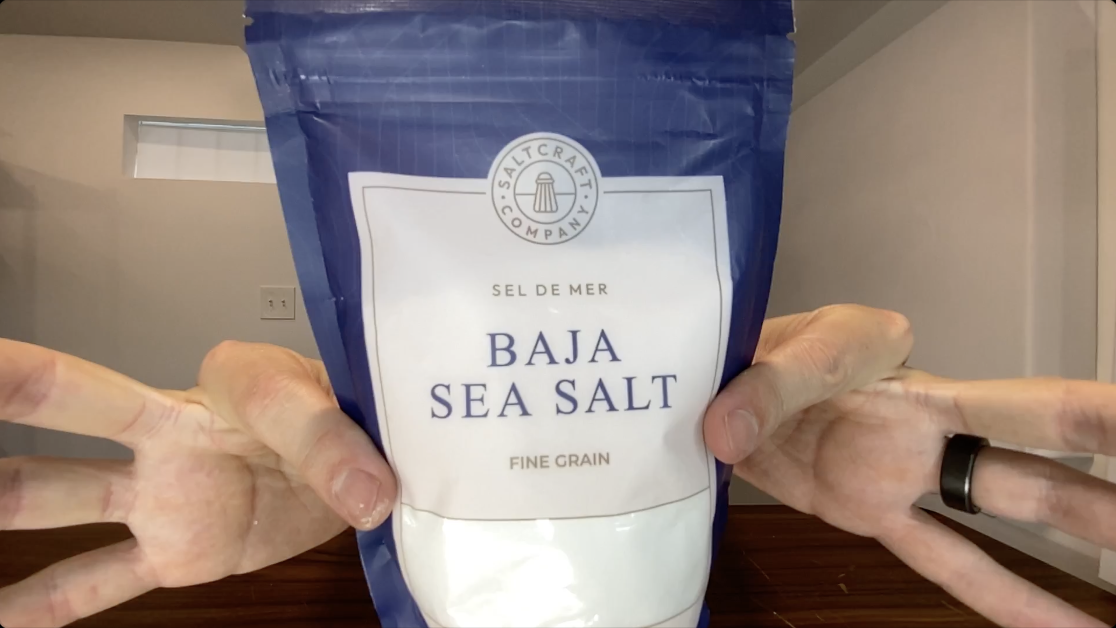 SALTCRAFT
COMPANY
SEL DE MER
BAJA
SEA SALT
FINE GRAIN